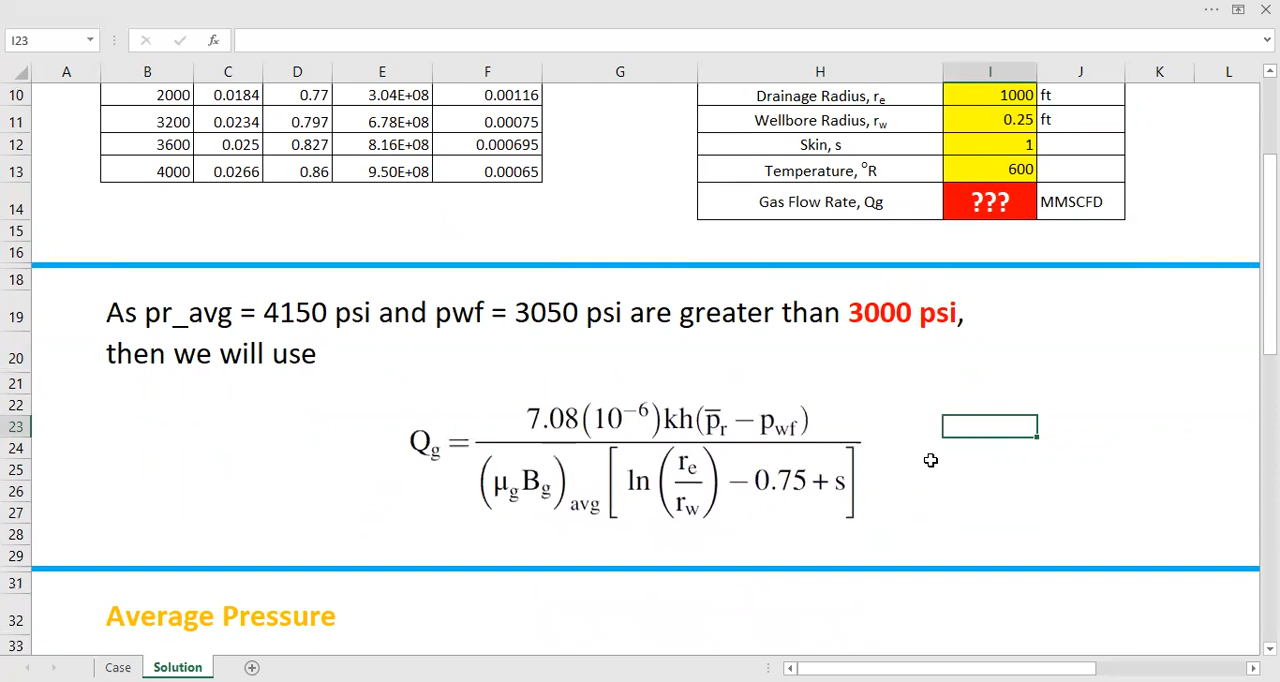 I23
fx
A B C D E F G H I J K L
10 2000 0.0184 0.77 3.04E+08 0.00116 Drainage Radius, re 1000 ft
11 3200 0.0234 0.797 6.78E+08 0.00075 Wellbore Radius, rw 0.25 ft
12 3600 0.025 0.827 8.16E+08 0.000695 Skin, s 1
13 4000 0.0266 0.86 9.50E+08 0.00065 Temperature, °R 600
14 Gas Flow Rate, Qg ??? MMSCFD
15
16
18
19 As pr_avg = 4150 psi and pwf = 3050 psi are greater than 3000 psi,
20 then we will use
21
22
23
24
25
26
27
28
29
7.08(10⁻⁶)kh(p̅r − pwf)
Qg =
(μgBg)avg [ ln (re/rw) − 0.75 + s ]
31
32 Average Pressure
33
Case Solution